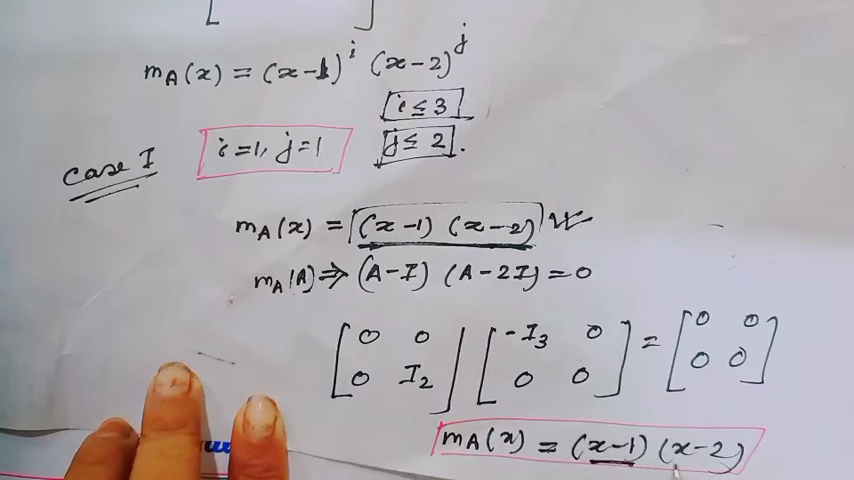 m_A(x) = (x-1)^i (x-2)^j
i ≤ 3
Case I i=1, j=1 j ≤ 2.
m_A(x) = (x-1) (x-2)
m_A(A) ⇒ (A-I) (A-2I) = 0
[0 0; 0 I_2] [-I_3 0; 0 0] = [0 0; 0 0]
m_A(x) = (x-1) (x-2)